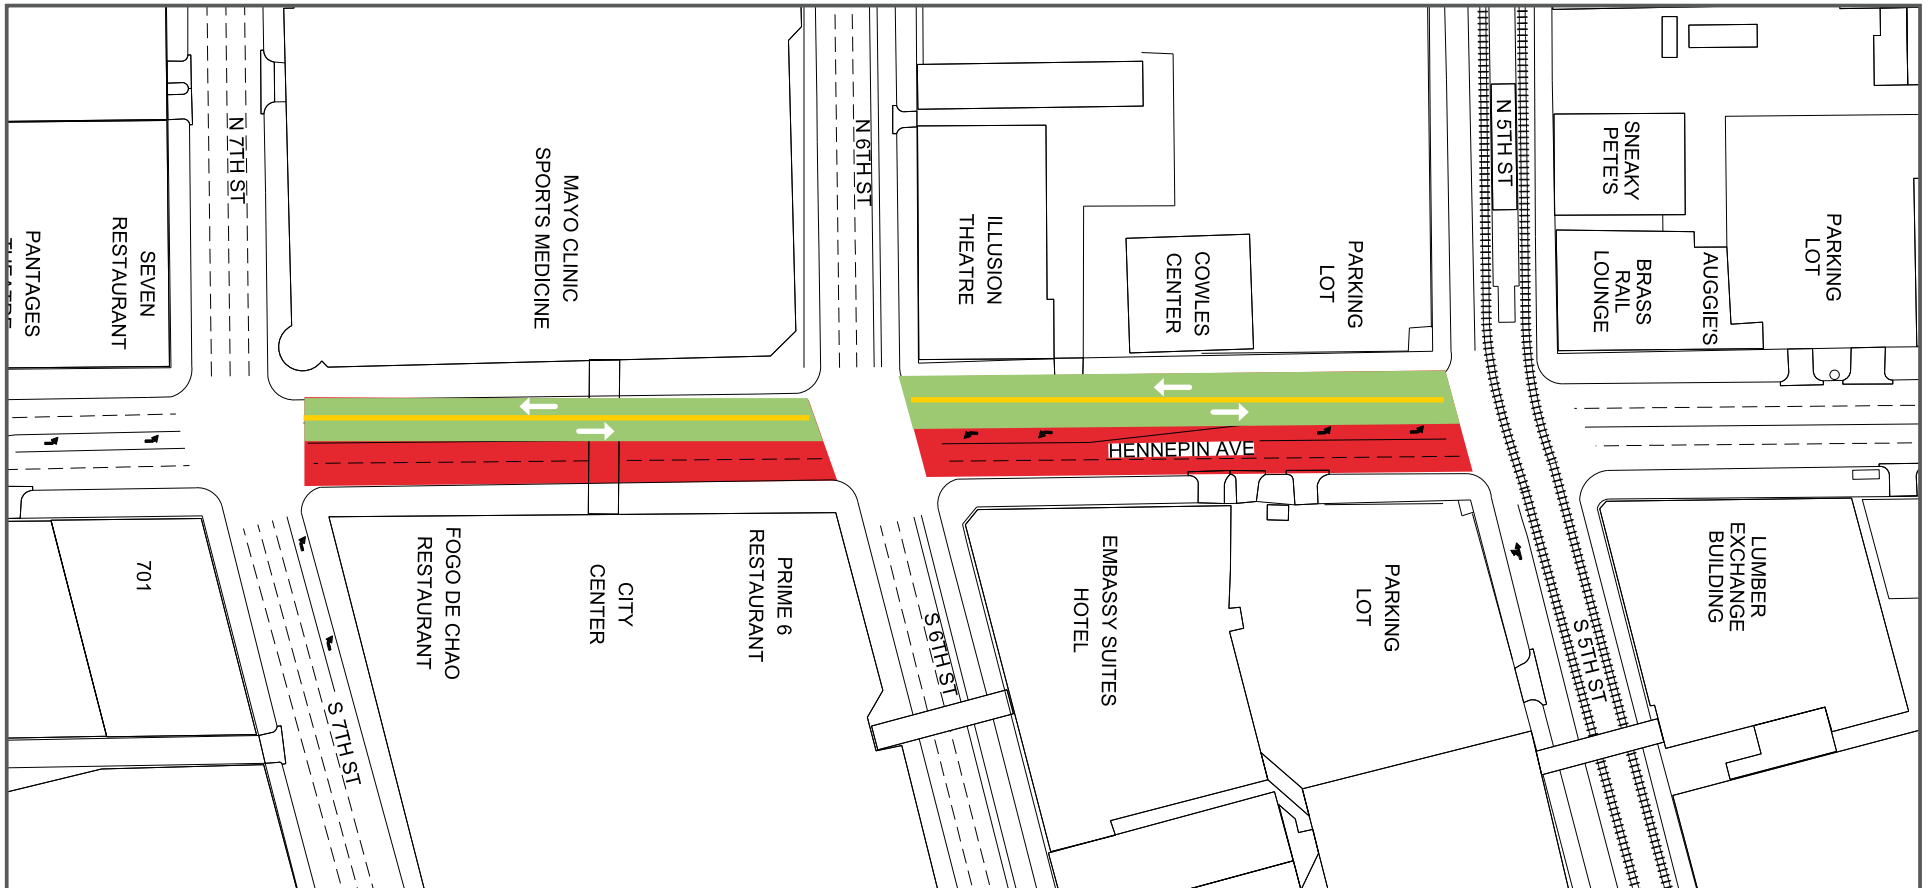 N 7TH ST
N 6TH ST
N 5TH ST
PANTAGES
SEVEN
RESTAURANT
MAYO CLINIC
SPORTS MEDICINE
ILLUSION
THEATRE
COWLES
CENTER
PARKING
LOT
SNEAKY
PETE'S
BRASS
RAIL
LOUNGE
AUGGIE'S
PARKING
LOT
HENNEPIN AVE
701
S 7TH ST
FOGO DE CHAO
RESTAURANT
CITY
CENTER
PRIME 6
RESTAURANT
S 6TH ST
EMBASSY SUITES
HOTEL
PARKING
LOT
S 5TH ST
LUMBER
EXCHANGE
BUILDING